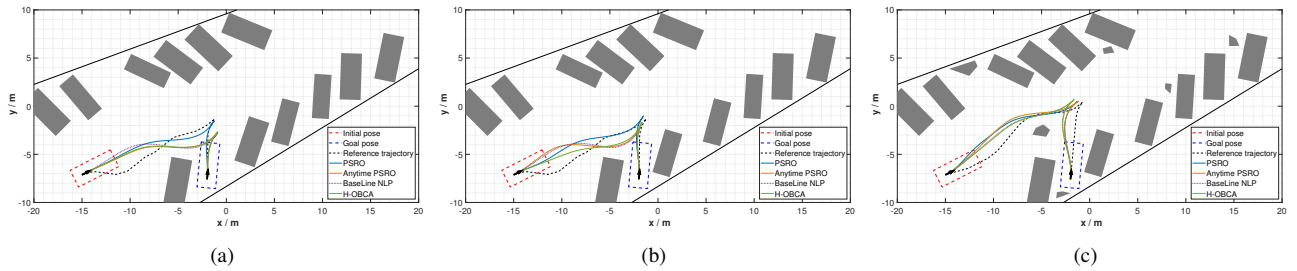 10
5
0
-5
-10
y / m
-20 -15 -10 -5 0 5 10 15 20
x / m
Initial pose
Goal pose
Reference trajectory
PSRO
Anytime PSRO
BaseLine NLP
H-OBCA
(a)
10
5
0
-5
-10
y / m
-20 -15 -10 -5 0 5 10 15 20
x / m
Initial pose
Goal pose
Reference trajectory
PSRO
Anytime PSRO
BaseLine NLP
H-OBCA
(b)
10
5
0
-5
-10
y / m
-20 -15 -10 -5 0 5 10 15 20
x / m
Initial pose
Goal pose
Reference trajectory
PSRO
Anytime PSRO
BaseLine NLP
H-OBCA
(c)